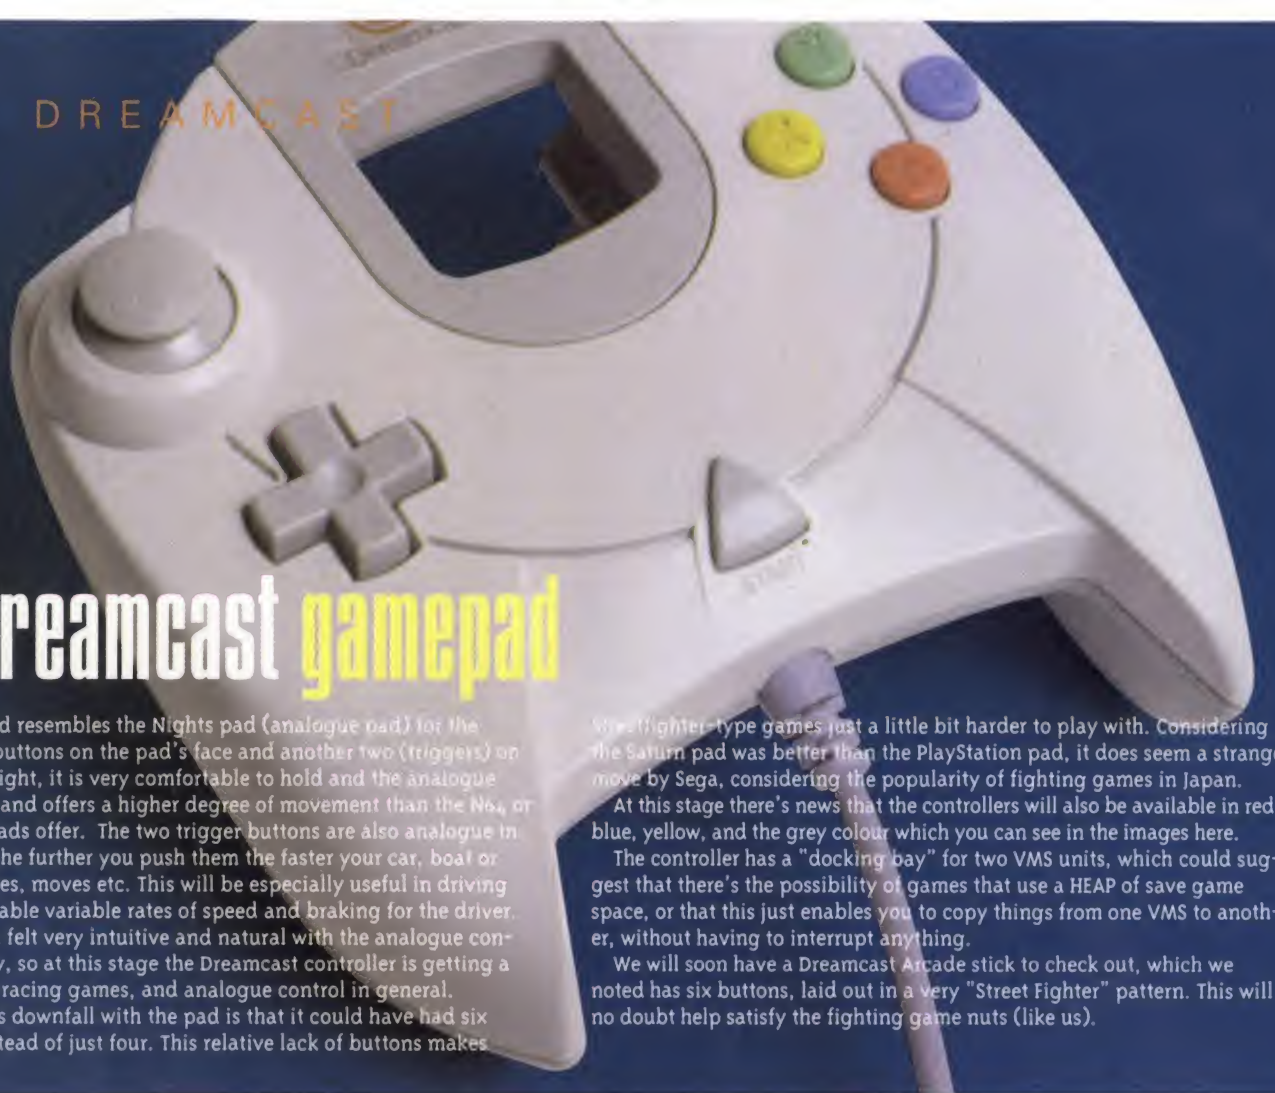 DREAMCAST
START
reamcast gamepad
d resembles the Nights pad (analogue pad) for the
buttons on the pad's face and another two (triggers) on
ight, it is very comfortable to hold and the analogue
and offers a higher degree of movement than the N64, or
ads offer. The two trigger buttons are also analogue in
he further you push them the faster your car, boat or
es, moves etc. This will be especially useful in driving
able variable rates of speed and braking for the driver.
felt very intuitive and natural with the analogue con-
y, so at this stage the Dreamcast controller is getting a
racing games, and analogue control in general.
s downfall with the pad is that it could have had six
tead of just four. This relative lack of buttons makes
Streetfighter-type games just a little bit harder to play with. Considering
the Saturn pad was better than the PlayStation pad, it does seem a strange
move by Sega, considering the popularity of fighting games in Japan.
At this stage there's news that the controllers will also be available in red
blue, yellow, and the grey colour which you can see in the images here.
The controller has a "docking bay" for two VMS units, which could sug-
gest that there's the possibility of games that use a HEAP of save game
space, or that this just enables you to copy things from one VMS to anoth-
er, without having to interrupt anything.
We will soon have a Dreamcast Arcade stick to check out, which we
noted has six buttons, laid out in a very "Street Fighter" pattern. This will
no doubt help satisfy the fighting game nuts (like us).